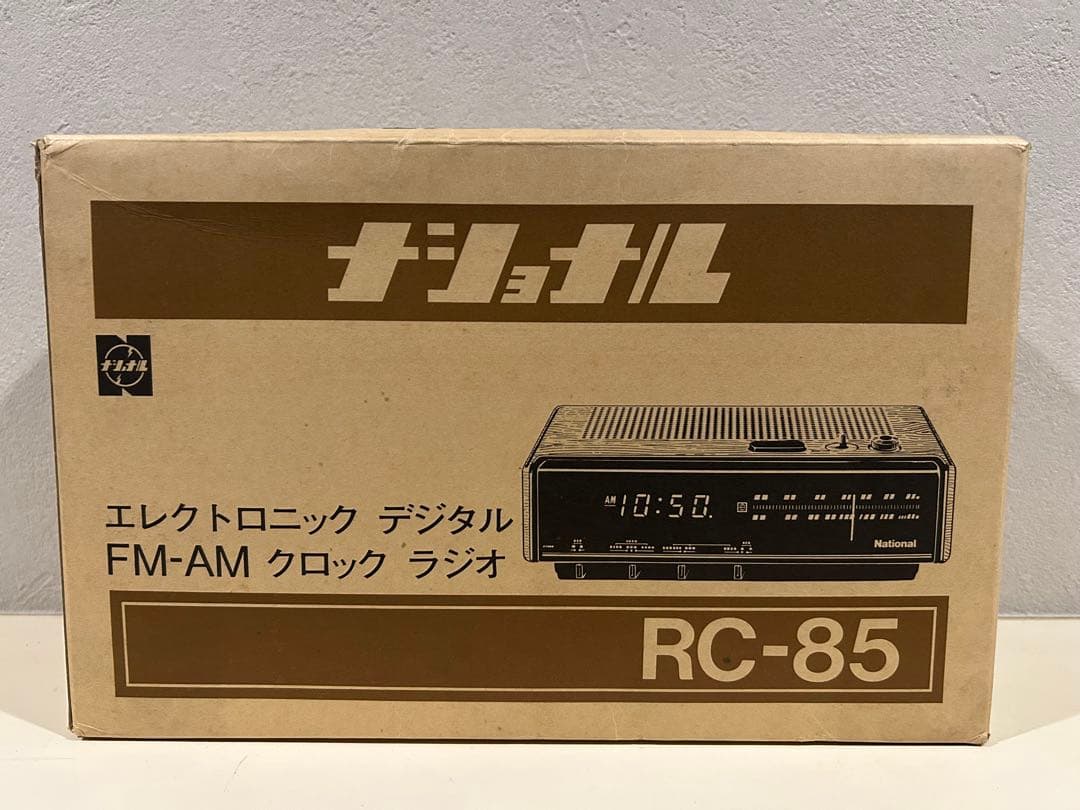 ナショナル
ナショナル
エレクトロニック デジタル
FM-AM クロック ラジオ
AM
10:50
National
RC-85